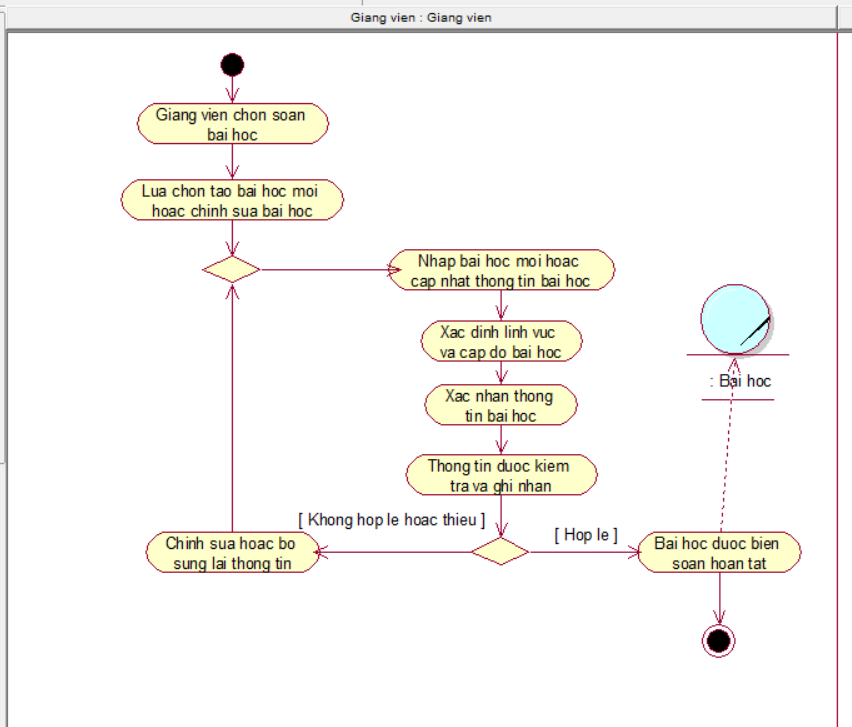 Giang vien : Giang vien
Giang vien chon soan
bai hoc
Lua chon tao bai hoc moi
hoac chinh sua bai hoc
Nhap bai hoc moi hoac
cap nhat thong tin bai hoc
Xac dinh linh vuc
va cap do bai hoc
: Bai hoc
Xac nhan thong
tin bai hoc
Thong tin duoc kiem
tra va ghi nhan
[ Khong hop le hoac thieu ]
[ Hop le ]
Chinh sua hoac bo
sung lai thong tin
Bai hoc duoc bien
soan hoan tat